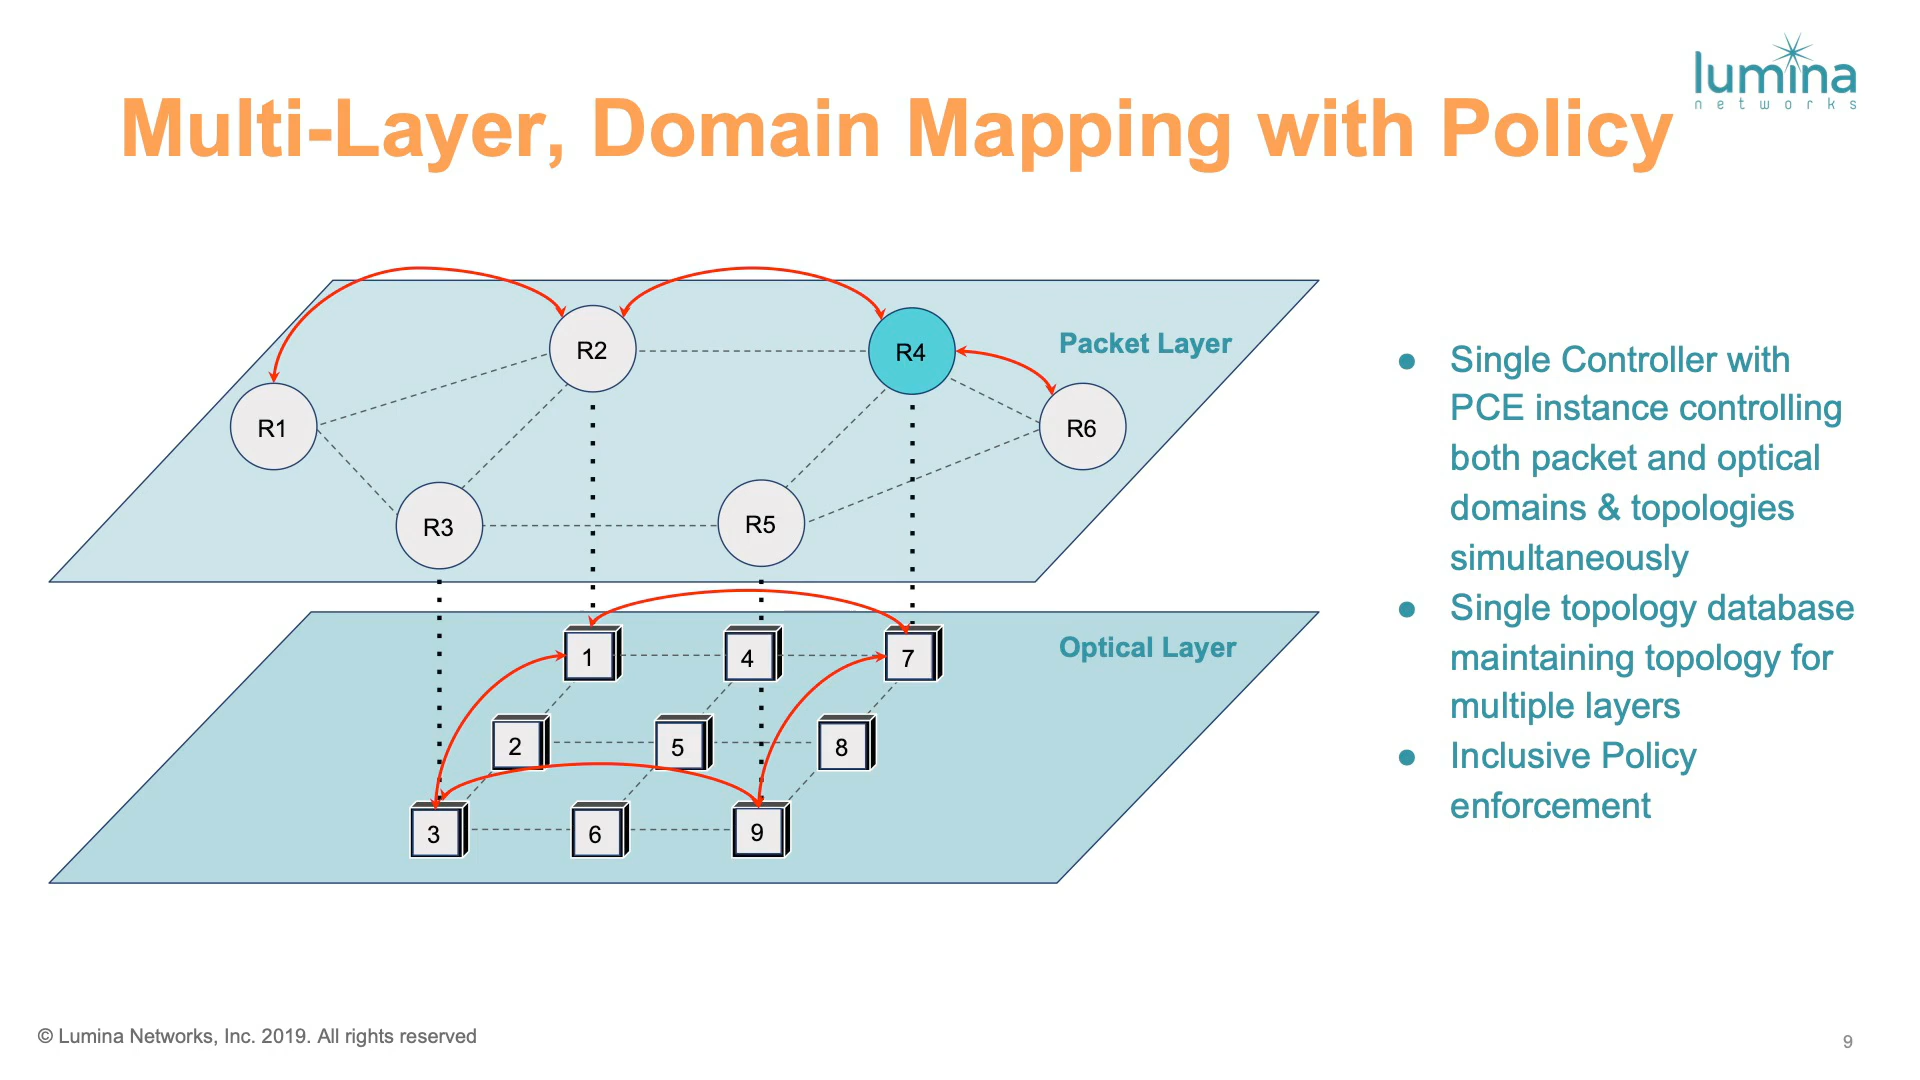 lumina
networks
Multi-Layer, Domain Mapping with Policy
Packet Layer
R2
R4
R1
R6
R3
R5
Optical Layer
1
4
7
2
5
8
3
6
9
● Single Controller with
PCE instance controlling
both packet and optical
domains & topologies
simultaneously
● Single topology database
maintaining topology for
multiple layers
● Inclusive Policy
enforcement
© Lumina Networks, Inc. 2019. All rights reserved
9